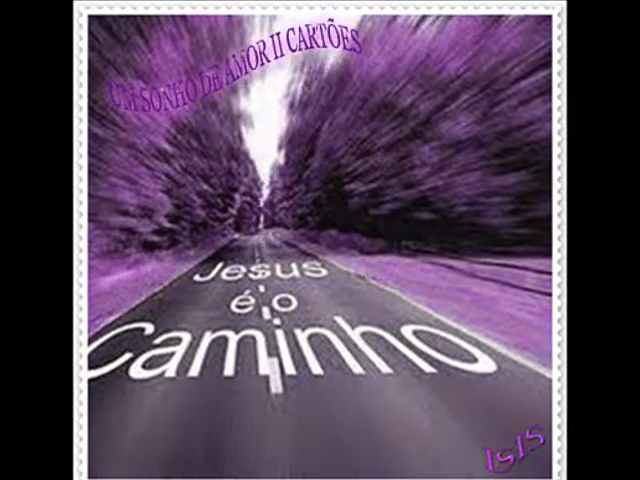 UM SONHO DE AMOR II CARTÕES
Jesus
é o
Caminho
ISIS